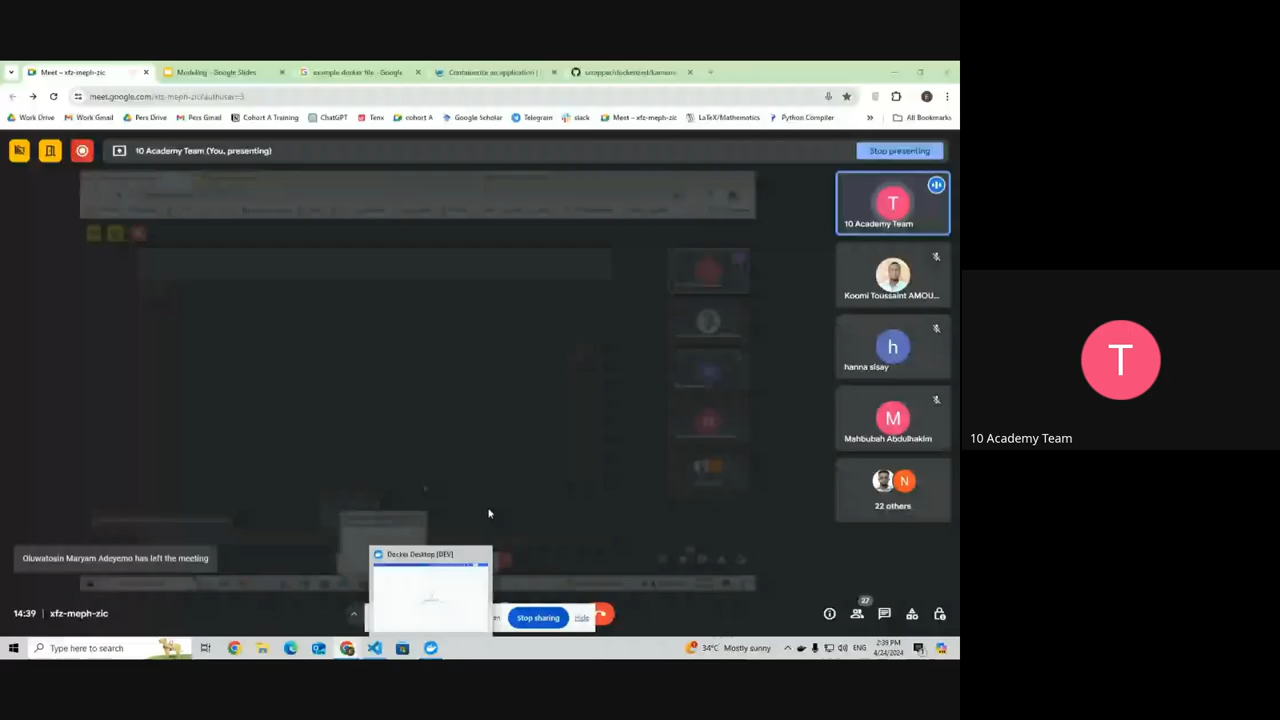 Meet – xfz-meph-zic
Modeling - Google Slides
example docker file - Google
Containerize an application |
meet.google.com/xfz-meph-zic?authuser=3
Work Drive
Work Gmail
Pers Drive
Pers Gmail
Cohort A Training
ChatGPT
Tenx
cohort A
Google Scholar
Telegram
slack
Meet – xfz-meph-zic
LaTeX/Mathematics
Python Compiler
All Bookmarks
10 Academy Team (You, presenting)
Stop presenting
T
10 Academy Team
Koomi Toussaint AMOU...
h
hanna sisay
M
Mahbubah Abdulhakim
N
22 others
T
10 Academy Team
Docker Desktop [DEV]
Oluwatosin Maryam Adeyemo has left the meeting
14:39 | xfz-meph-zic
Stop sharing
Hide
27
Type here to search
34°C Mostly sunny
ENG
2:39 PM
4/24/2024